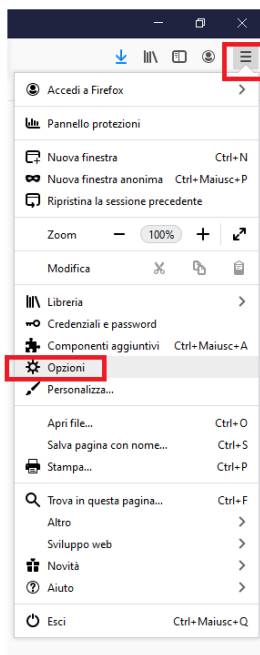 Accedi a Firefox
Pannello protezioni
Nuova finestra Ctrl+N
Nuova finestra anonima Ctrl+Maiusc+P
Ripristina la sessione precedente
Zoom 100%
Modifica
Libreria
Credenziali e password
Componenti aggiuntivi Ctrl+Maiusc+A
Opzioni
Personalizza...
Apri file... Ctrl+O
Salva pagina con nome... Ctrl+S
Stampa... Ctrl+P
Trova in questa pagina... Ctrl+F
Altro
Sviluppo web
Novità
Aiuto
Esci Ctrl+Maiusc+Q